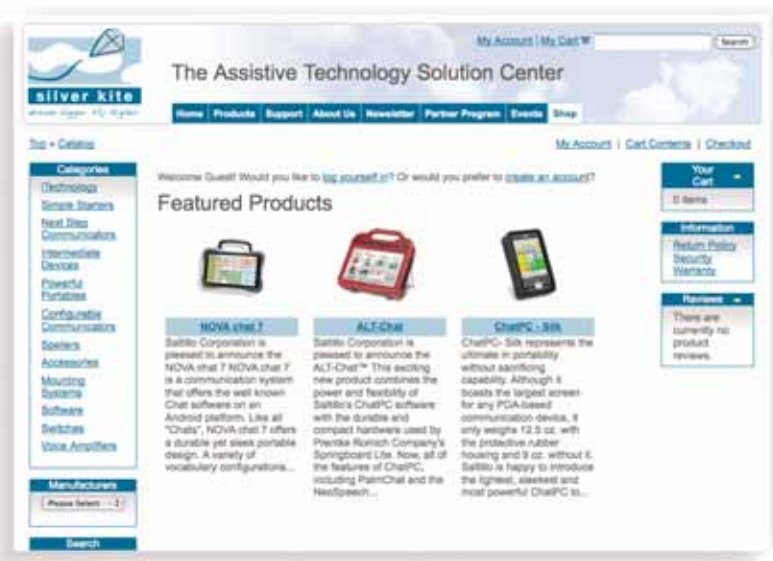 My Account | My Cart
Search
The Assistive Technology Solution Center
silver kite
dream bigger. fly higher
Home Products Support About Us Newsletter Partner Program Events Shop
Top » Catalog
My Account | Cart Contents | Checkout
Categories
Technology
Simple Starters
Next Step
Communicators
Intermediate
Devices
Powerful
Portables
Configurable
Communicators
Spellers
Accessories
Mounting
Systems
Software
Switches
Voice Amplifiers
Manufacturers
Please Select
Search
Welcome Guest! Would you like to log yourself in? Or would you prefer to create an account?
Featured Products
NOVA chat 7
Saltillo Corporation is
pleased to announce the
NOVA chat 7 NOVA chat 7
is a communication system
that offers the well known
Chat software on an
Android platform. Like all
"Chats", NOVA chat 7 offers
a durable yet sleek portable
design. A variety of
vocabulary configurations...
ALT-Chat
Saltillo Corporation is
pleased to announce the
ALT-Chat™ This exciting
new product combines the
power and flexibility of
Saltillo's ChatPC software
with the durable and
compact hardware used by
Prentke Romich Company's
Springboard Lite. Now, all of
the features of ChatPC,
including PalmChat and the
NeoSpeech...
ChatPC - Silk
ChatPC- Silk represents the
ultimate in portability
without sacrificing
capability. Although it
boasts the largest screen
for any PDA-based
communication device, it
only weighs 12.5 oz. with
the protective rubber
housing and 9 oz. without it.
Saltillo is happy to introduce
the lightest, sleekest and
most powerful ChatPC to...
Your
Cart
0 items
Information
Return Policy
Security
Warranty
Reviews
There are
currently no
product
reviews.